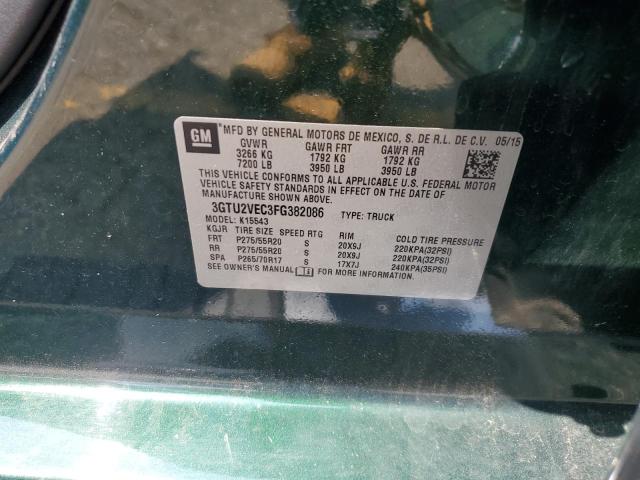 GM
MFD BY GENERAL MOTORS DE MEXICO, S. DE R.L. DE C.V. 05/15
GVWR GAWR FRT GAWR RR
3266 KG 1792 KG 1792 KG
7200 LB 3950 LB 3950 LB
THIS VEHICLE CONFORMS TO ALL APPLICABLE U.S. FEDERAL MOTOR
VEHICLE SAFETY STANDARDS IN EFFECT ON THE DATE OF
MANUFACTURE SHOWN ABOVE.
3GTU2VEC3FG382086 TYPE: TRUCK
MODEL: K15543
KGJR TIRE SIZE SPEED RTG RIM COLD TIRE PRESSURE
FRT P275/55R20 S 20X9J 220KPA(32PSI)
RR P275/55R20 S 20X9J 220KPA(32PSI)
SPA P265/70R17 S 17X7J 240KPA(35PSI)
SEE OWNER'S MANUAL FOR MORE INFORMATION.